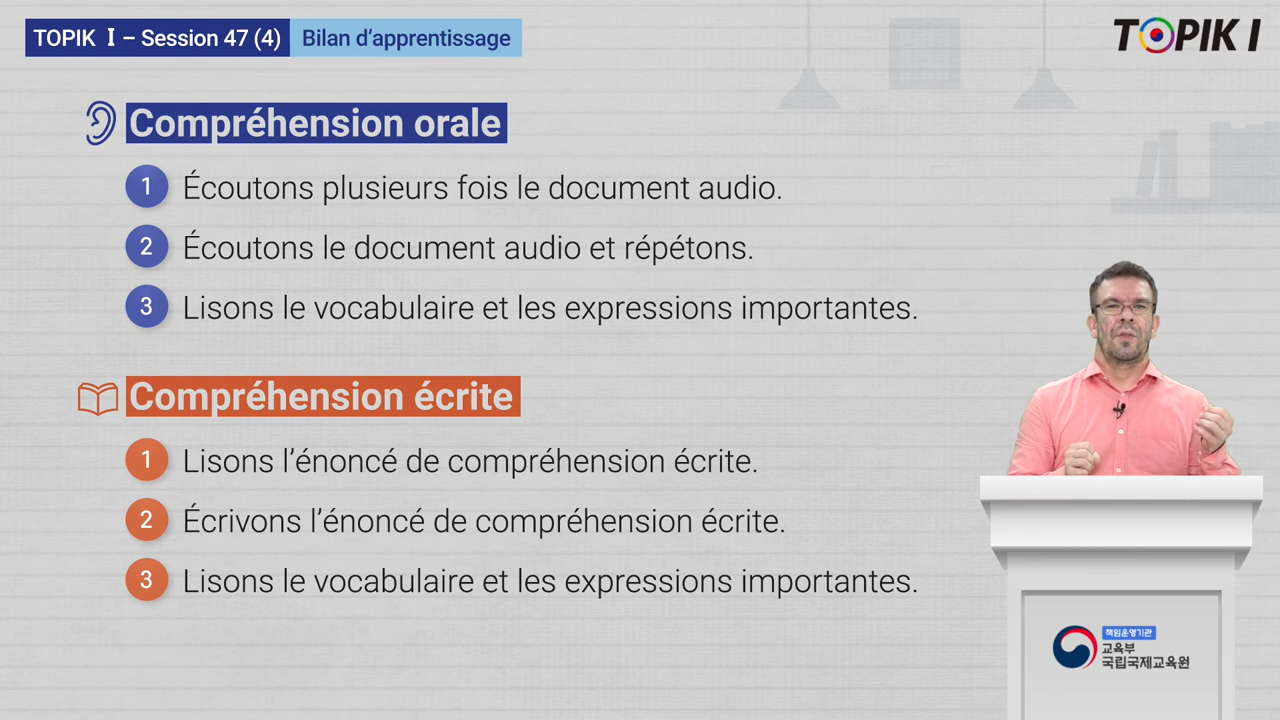 TOPIK I – Session 47 (4) Bilan d’apprentissage
TOPIK I
Compréhension orale
1 Écoutons plusieurs fois le document audio.
2 Écoutons le document audio et répétons.
3 Lisons le vocabulaire et les expressions importantes.
Compréhension écrite
1 Lisons l’énoncé de compréhension écrite.
2 Écrivons l’énoncé de compréhension écrite.
3 Lisons le vocabulaire et les expressions importantes.
책임운영기관
교육부
국립국제교육원